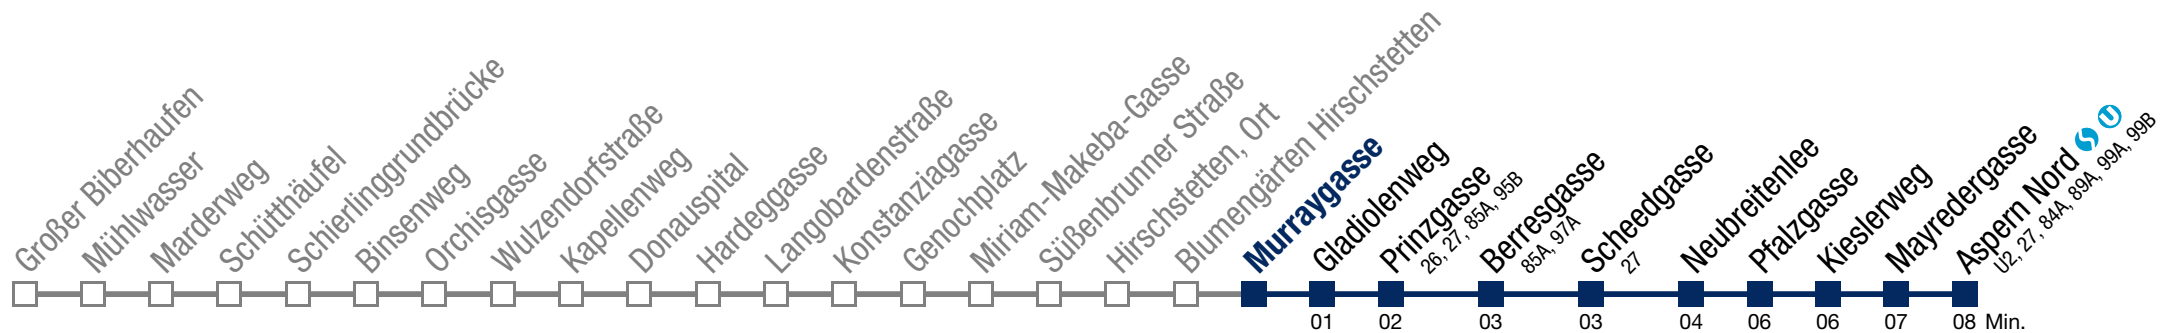 Großer Biberhaufen
Mühlwasser
Marderweg
Schütthäufel
Schierlinggrundbrücke
Binsenweg
Orchisgasse
Wulzendorfstraße
Kapellenweg
Donauspital
Hardeggasse
Langobardenstraße
Konstanziagasse
Genochplatz
Miriam-Makeba-Gasse
Süßenbrunner Straße
Hirschstetten, Ort
Blumengärten Hirschstetten
Murraygasse
Gladiolenweg
Prinzgasse
26, 27, 85A, 95B
Berresgasse
85A, 97A
Scheedgasse
27
Neubreitenlee
Pfalzgasse
Kieslerweg
Mayredergasse
Aspern Nord S U
U2, 27, 84A, 89A, 99A, 99B
01 02 03 03 04 06 06 07 08 Min.